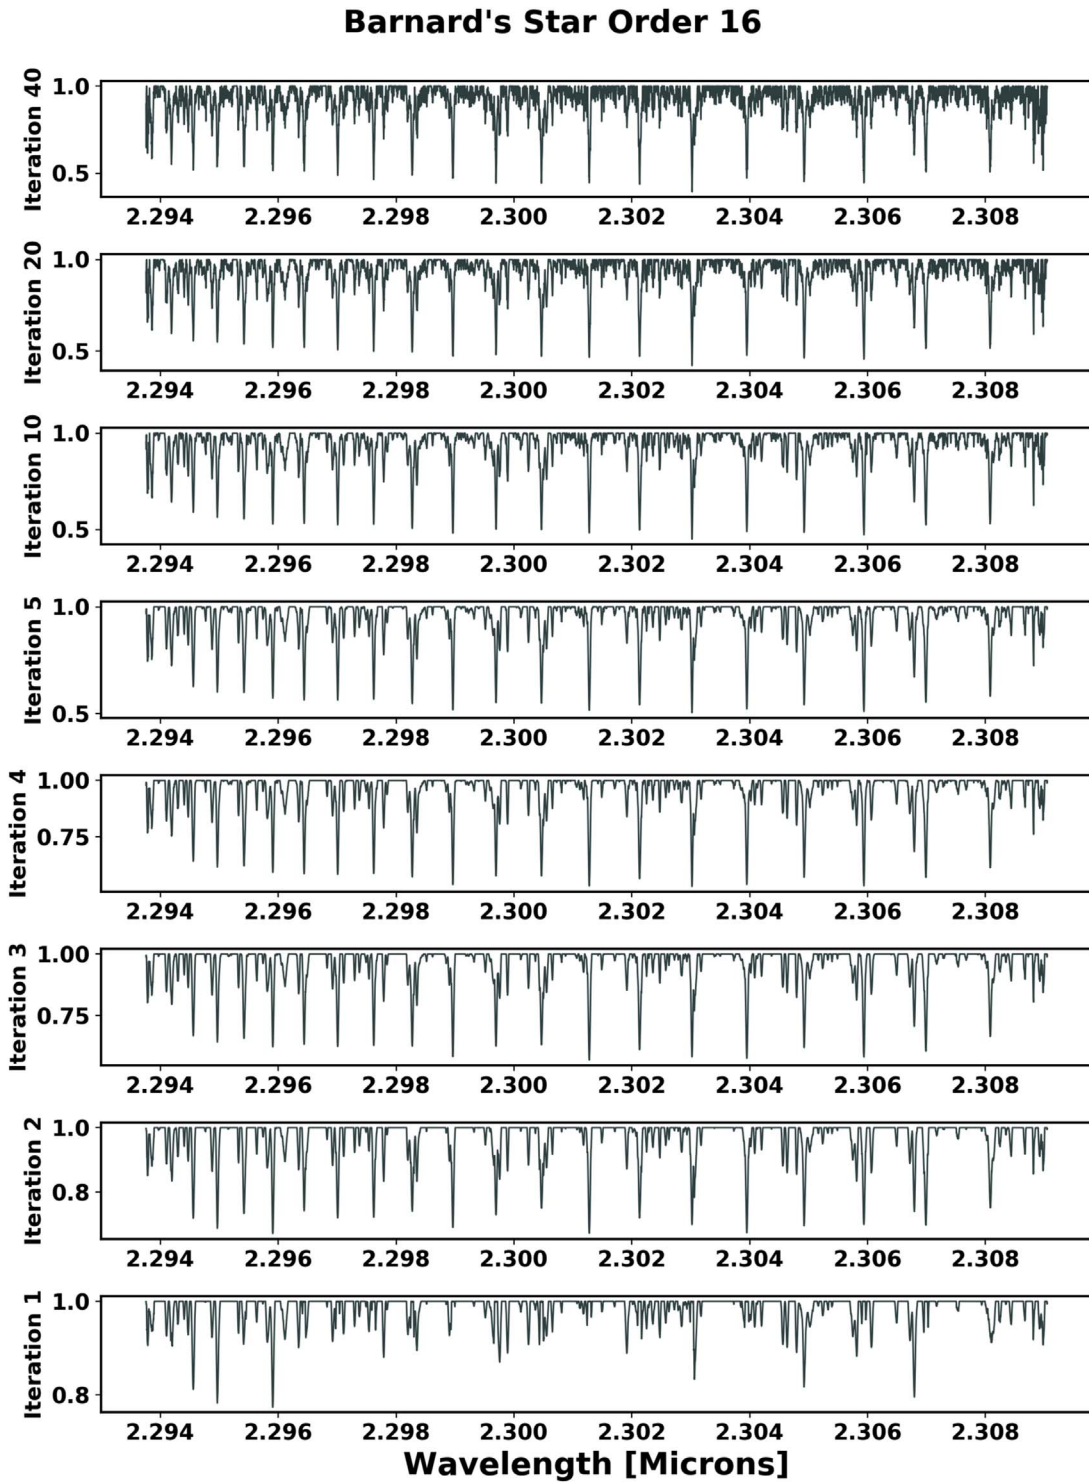 Barnard's Star Order 16
Iteration 40
1.0
0.5
2.294 2.296 2.298 2.300 2.302 2.304 2.306 2.308
Iteration 20
1.0
0.5
2.294 2.296 2.298 2.300 2.302 2.304 2.306 2.308
Iteration 10
1.0
0.5
2.294 2.296 2.298 2.300 2.302 2.304 2.306 2.308
Iteration 5
1.0
0.5
2.294 2.296 2.298 2.300 2.302 2.304 2.306 2.308
Iteration 4
1.00
0.75
2.294 2.296 2.298 2.300 2.302 2.304 2.306 2.308
Iteration 3
1.00
0.75
2.294 2.296 2.298 2.300 2.302 2.304 2.306 2.308
Iteration 2
1.0
0.8
2.294 2.296 2.298 2.300 2.302 2.304 2.306 2.308
Iteration 1
1.0
0.8
2.294 2.296 2.298 2.300 2.302 2.304 2.306 2.308
Wavelength [Microns]